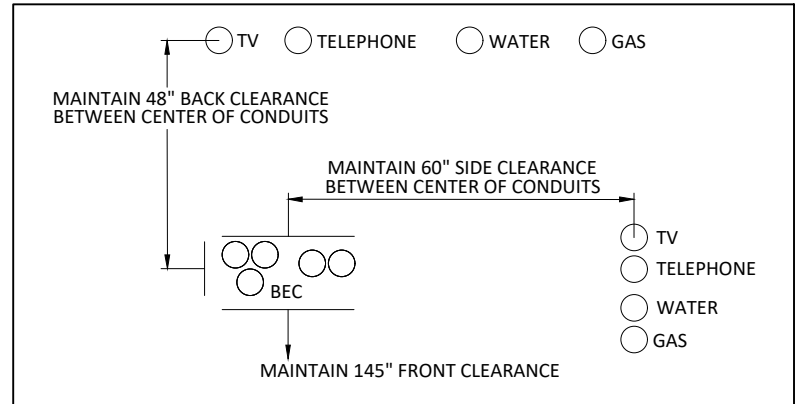 TV
TELEPHONE
WATER
GAS
MAINTAIN 48" BACK CLEARANCE
BETWEEN CENTER OF CONDUITS
MAINTAIN 60" SIDE CLEARANCE
BETWEEN CENTER OF CONDUITS
TV
TELEPHONE
BEC
WATER
GAS
MAINTAIN 145" FRONT CLEARANCE